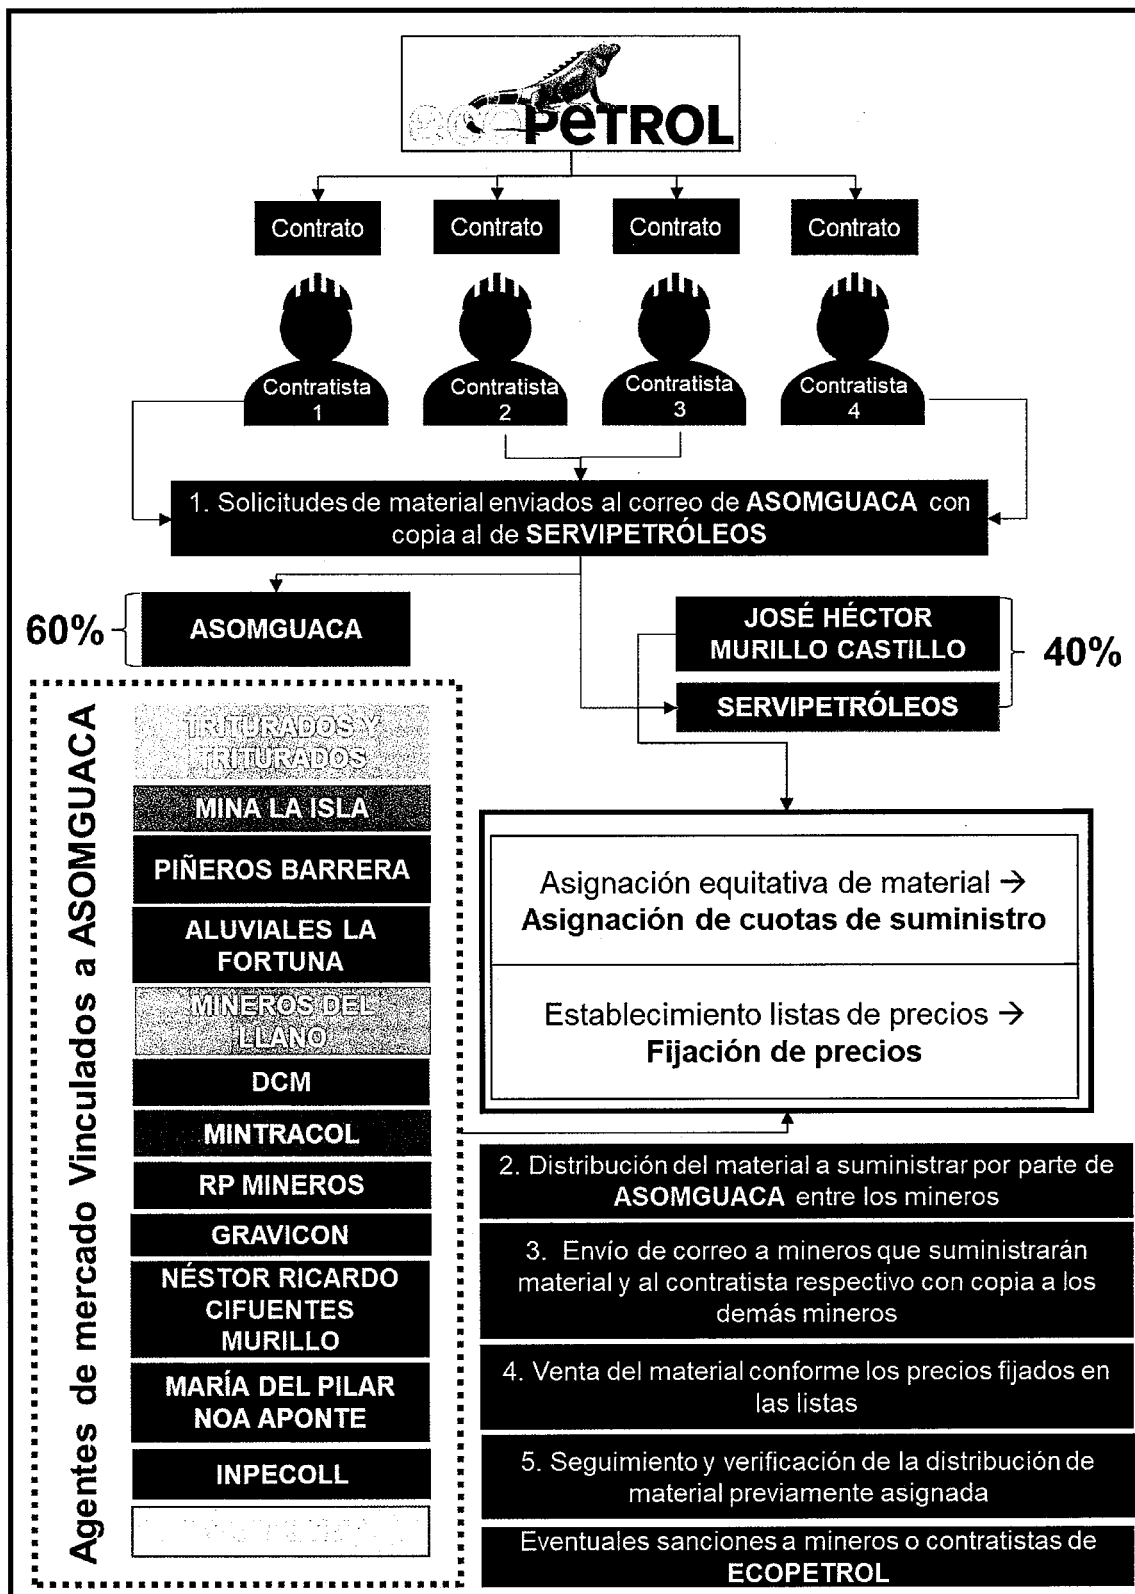 ecoPETROL
Contrato
Contrato
Contrato
Contrato
Contratista
1
Contratista
2
Contratista
3
Contratista
4
1. Solicitudes de material enviados al correo de ASOMGUACA con
copia al de SERVIPETRÓLEOS
60%
ASOMGUACA
JOSÉ HÉCTOR
MURILLO CASTILLO
SERVIPETRÓLEOS
40%
Agentes de mercado Vinculados a ASOMGUACA
TRITURADOS Y
TRITURADOS
MINA LA ISLA
PIÑEROS BARRERA
ALUVIALES LA
FORTUNA
MINEROS DEL
LLANO
DCM
MINTRACOL
RP MINEROS
GRAVICON
NÉSTOR RICARDO
CIFUENTES
MURILLO
MARÍA DEL PILAR
NOA APONTE
INPECOLL
Asignación equitativa de material →
Asignación de cuotas de suministro
Establecimiento listas de precios →
Fijación de precios
2. Distribución del material a suministrar por parte de
ASOMGUACA entre los mineros
3. Envío de correo a mineros que suministrarán
material y al contratista respectivo con copia a los
demás mineros
4. Venta del material conforme los precios fijados en
las listas
5. Seguimiento y verificación de la distribución de
material previamente asignada
Eventuales sanciones a mineros o contratistas de
ECOPETROL